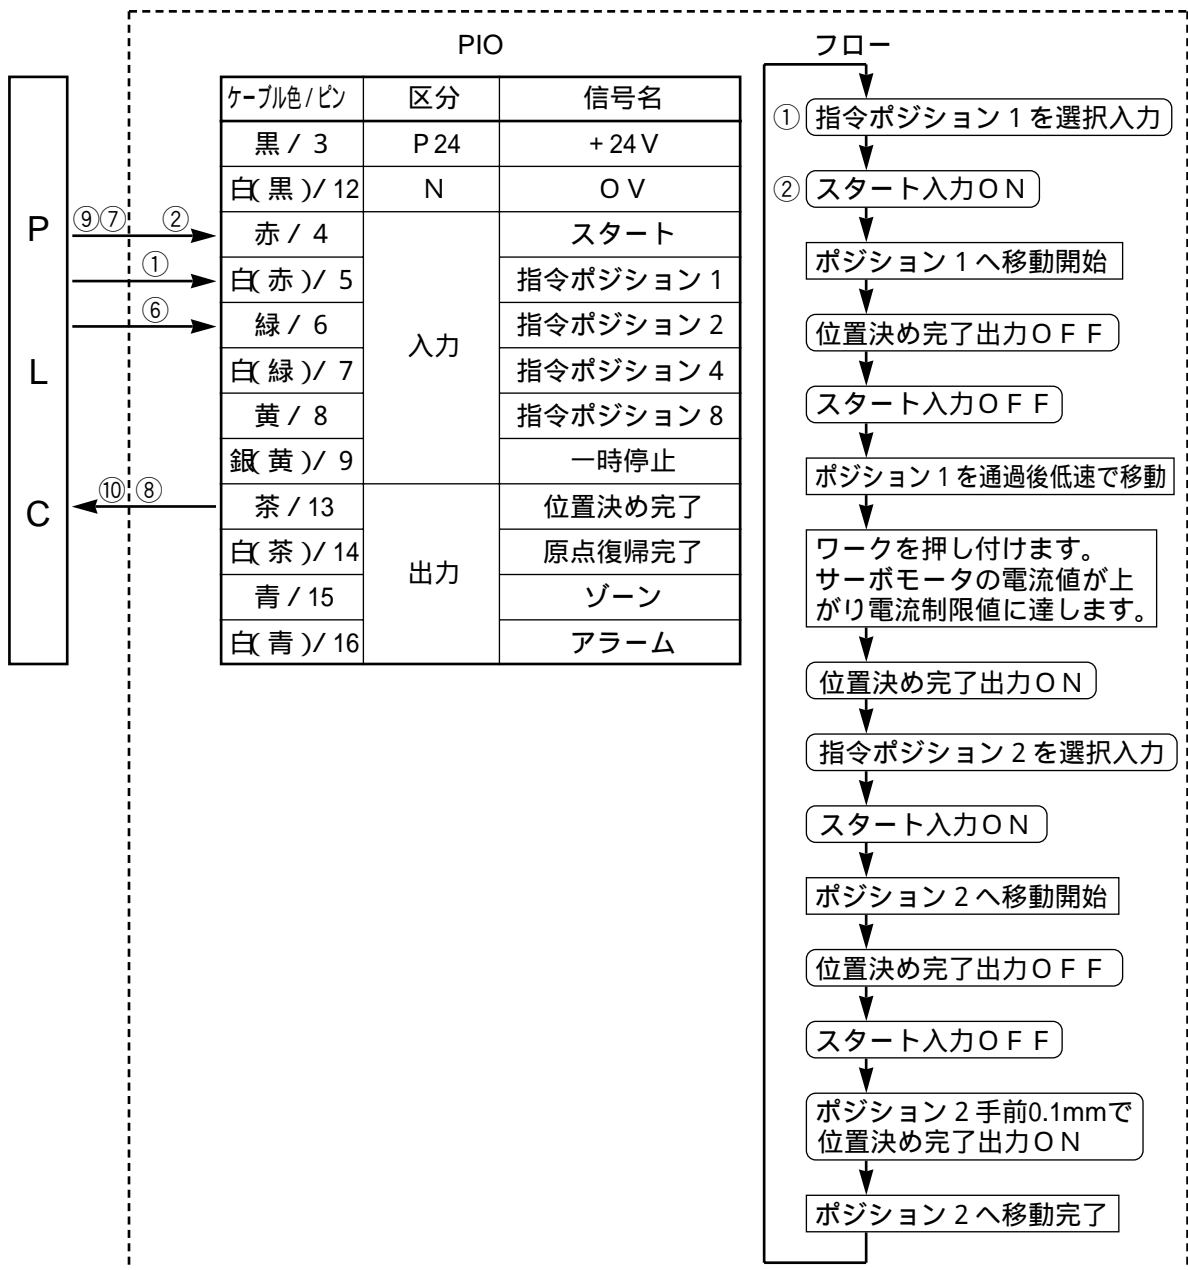 PIO
フロー
P
L
C
⑨⑦ ②
①
⑥
⑩ ⑧
ケーブル色/ピン 区分 信号名
黒/ 3 P24 +24V
白(黒)/12 N OV
赤/ 4 スタート
白(赤)/ 5 指令ポジション1
緑/ 6 指令ポジション2
入力
白(緑)/ 7 指令ポジション4
黄/ 8 指令ポジション8
銀(黄)/ 9 一時停止
茶/13 位置決め完了
白(茶)/14 原点復帰完了
出力
青/15 ゾーン
白(青)/16 アラーム
① 指令ポジション1を選択入力
② スタート入力ON
ポジション1へ移動開始
位置決め完了出力OFF
スタート入力OFF
ポジション1を通過後低速で移動
ワークを押し付けます。
サーボモータの電流値が上
がり電流制限値に達します。
位置決め完了出力ON
指令ポジション2を選択入力
スタート入力ON
ポジション2へ移動開始
位置決め完了出力OFF
スタート入力OFF
ポジション2手前0.1mmで
位置決め完了出力ON
ポジション2へ移動完了